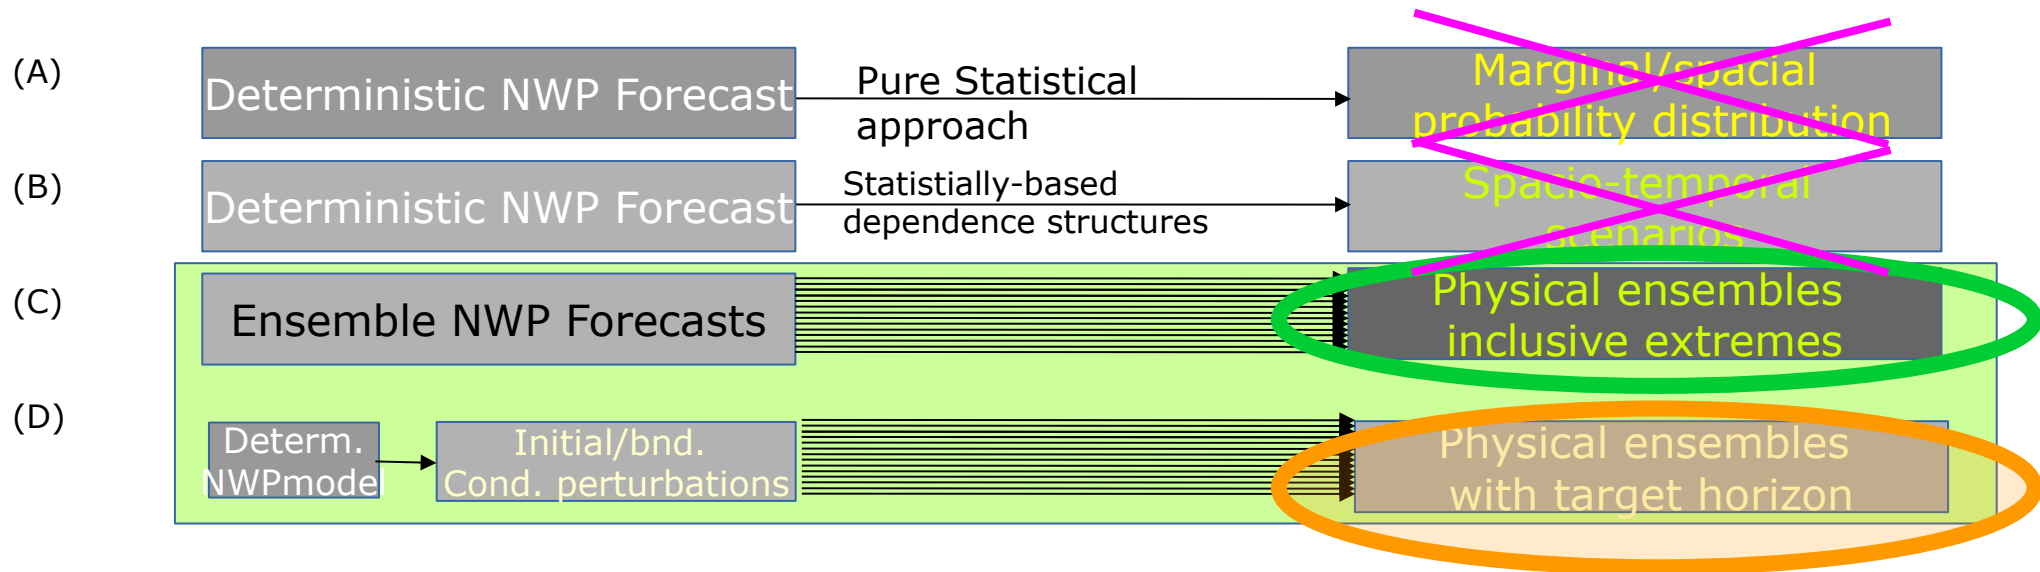 (A)
Deterministic NWP Forecast
Pure Statistical
approach
Marginal/spacial
probability distribution
(B)
Deterministic NWP Forecast
Statistially-based
dependence structures
Spacio-temporal
scenarios
(C)
Ensemble NWP Forecasts
Physical ensembles
inclusive extremes
(D)
Determ.
NWPmodel
Initial/bnd.
Cond. perturbations
Physical ensembles
with target horizon